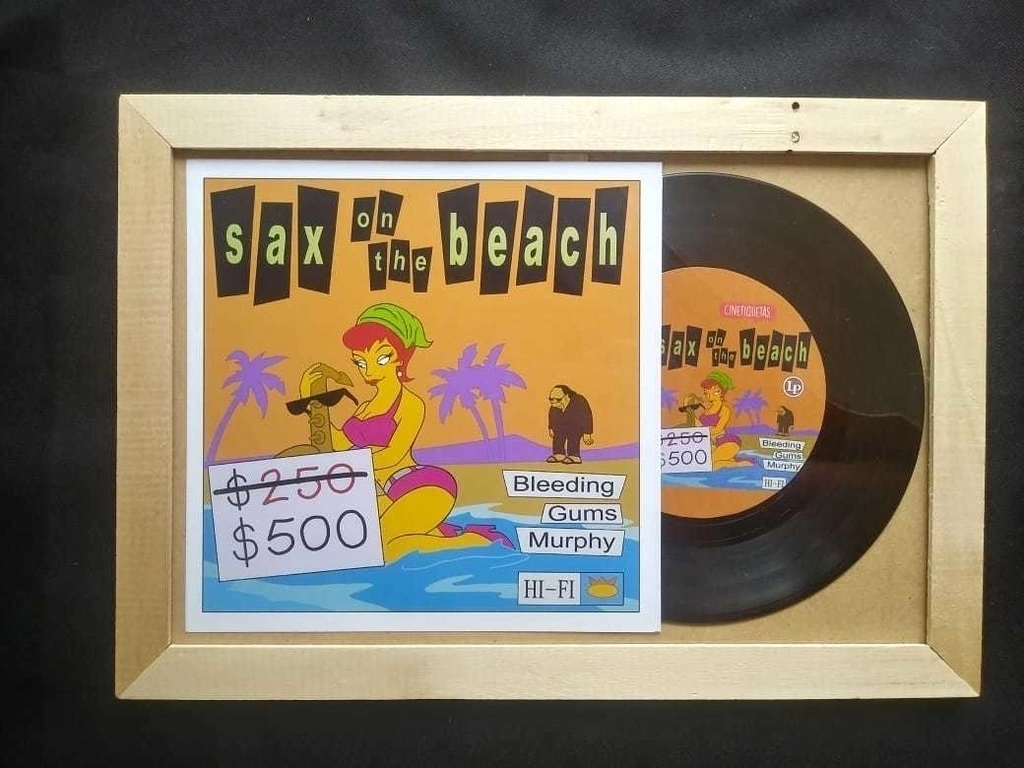 sax on the beach
$250
$500
Bleeding
Gums
Murphy
HI-FI
CINETIQUETAS
sax on the beach
Lp
$250
$500
Bleeding
Gums
Murphy
HI-FI